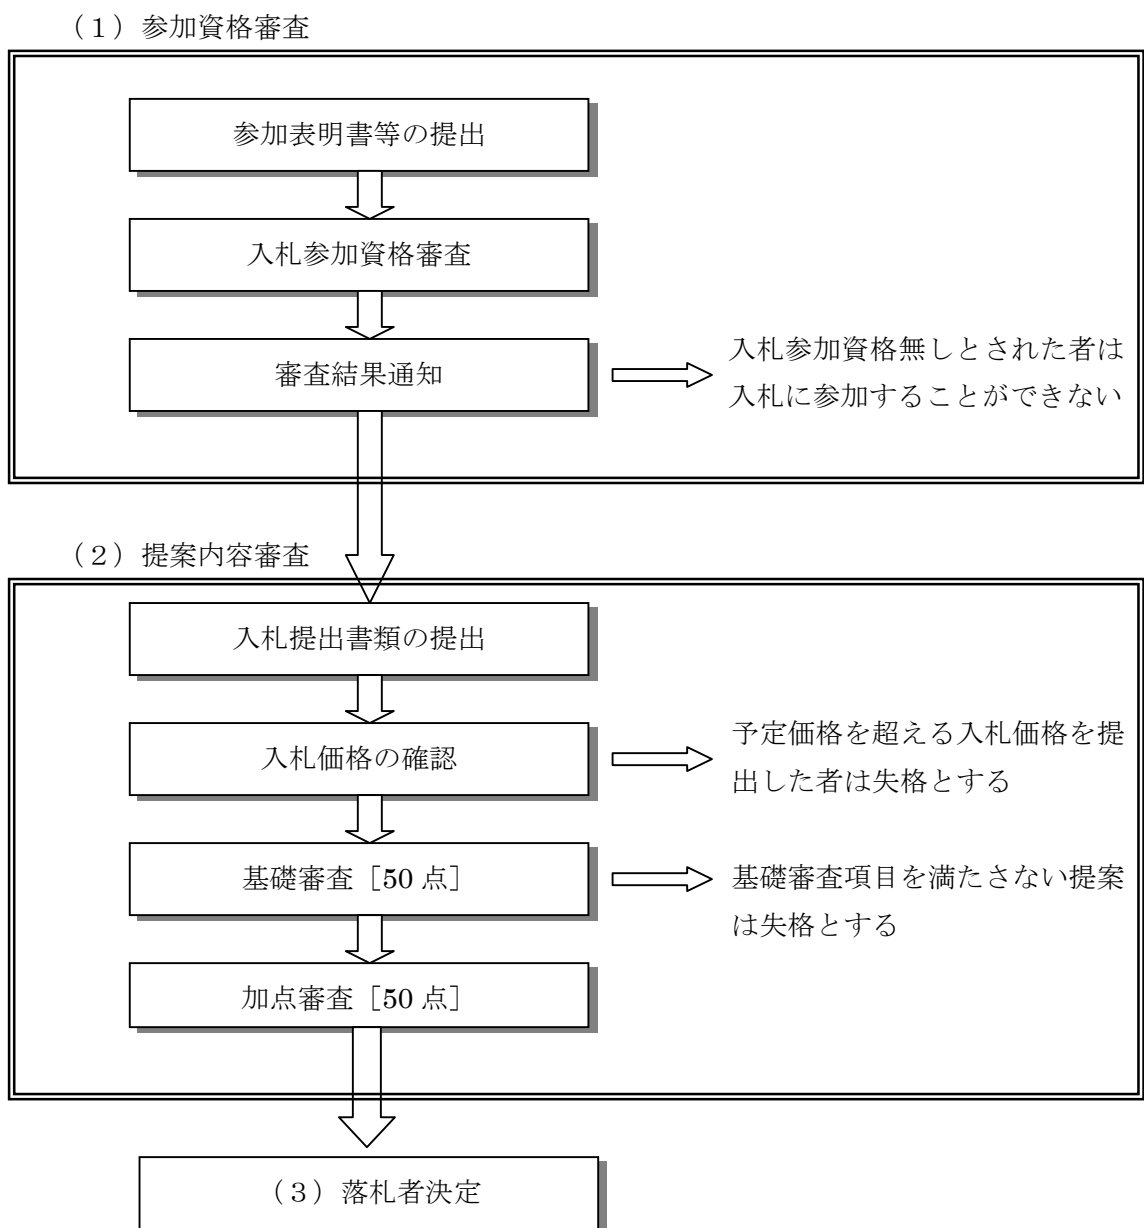 （１）参加資格審査
参加表明書等の提出
入札参加資格審査
審査結果通知
入札参加資格無しとされた者は
入札に参加することができない
（２）提案内容審査
入札提出書類の提出
入札価格の確認
予定価格を超える入札価格を提
出した者は失格とする
基礎審査［50 点］
基礎審査項目を満たさない提案
は失格とする
加点審査［50 点］
（３）落札者決定